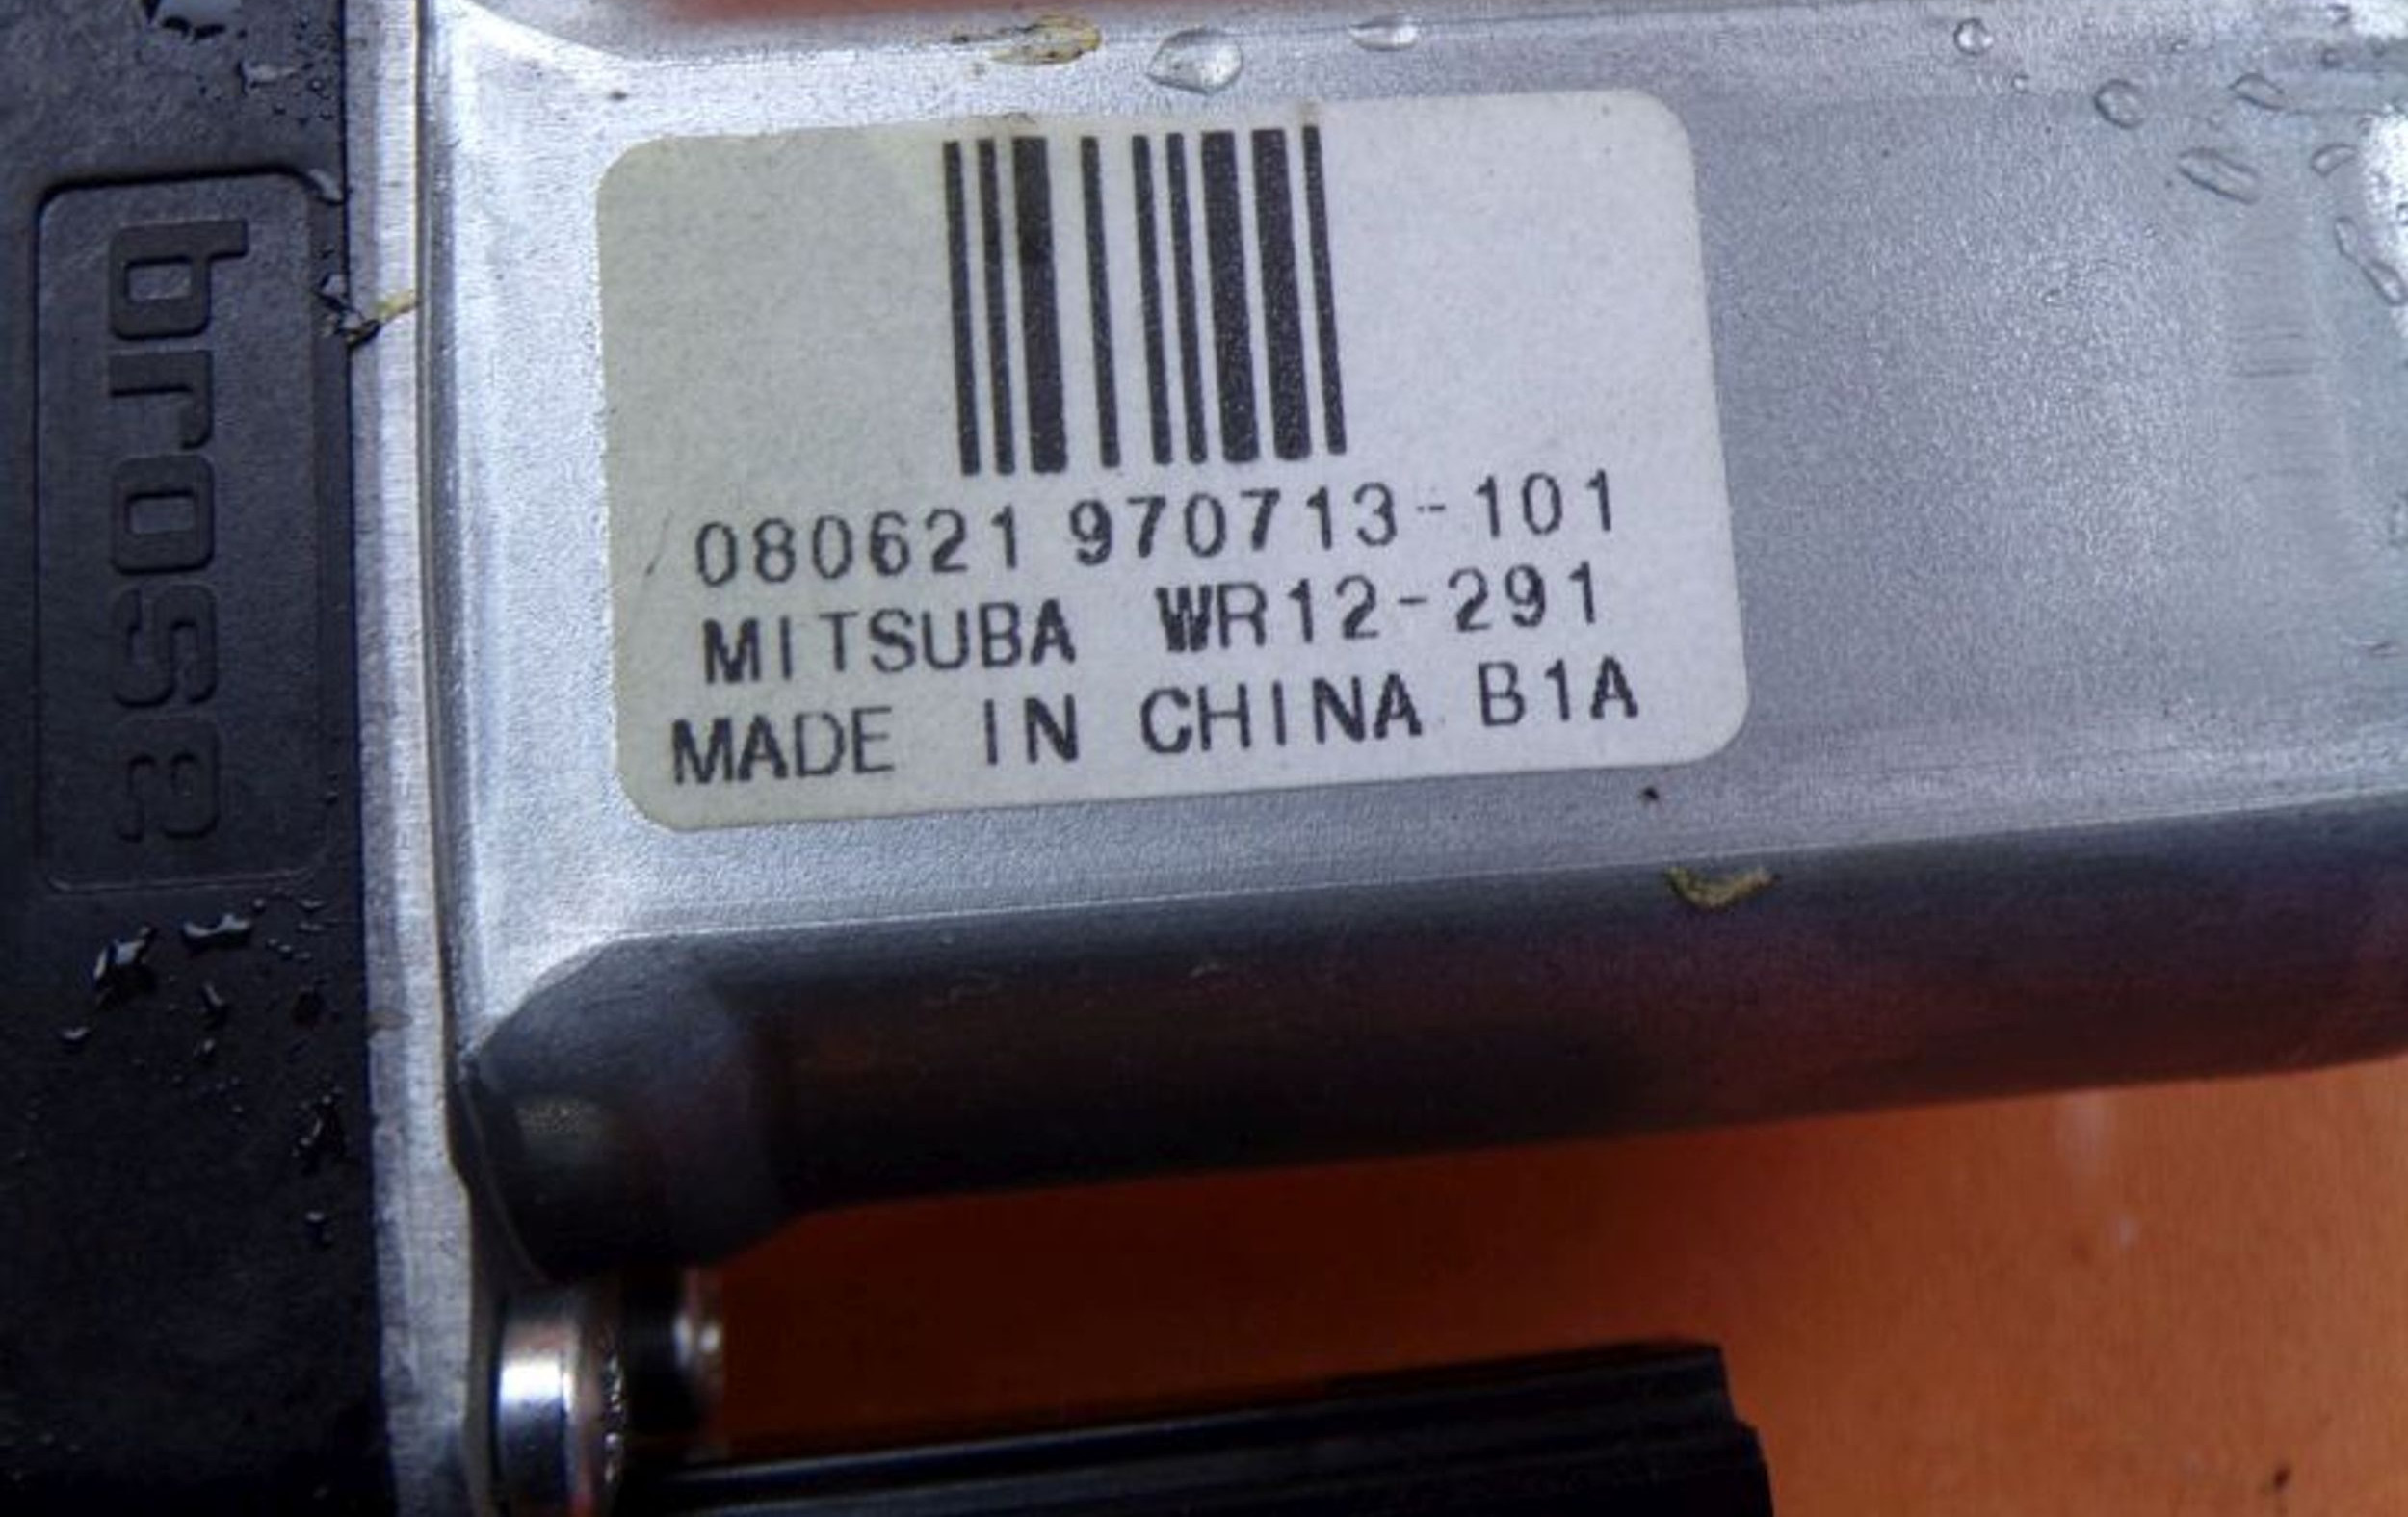 brose
080621 970713-101
MITSUBA WR12-291
MADE IN CHINA B1A